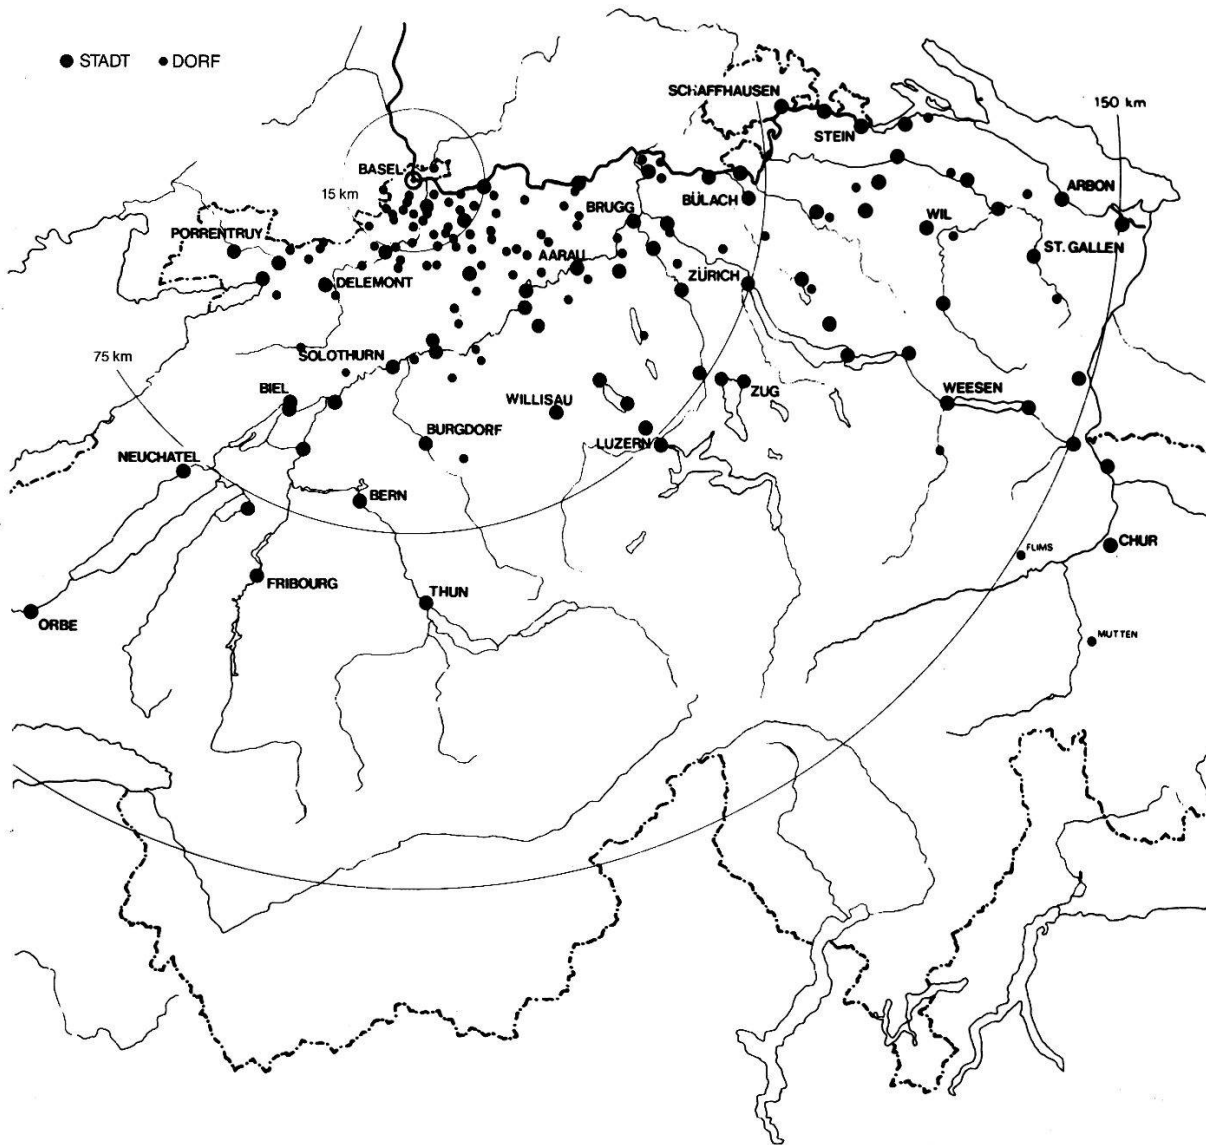 STADT DORF
SCHAFFHAUSEN
150 km
STEIN
BASEL
15 km
BÜLACH
ARBON
BRUGG
WIL
PORRENTRUY
ST. GALLEN
AARAU
ZÜRICH
DELEMONT
75 km
SOLOTHURN
BIEL
WILLISAU
ZUG
WEESEN
BURGDORF
LUZERN
NEUCHATEL
BERN
CHUR
FLIMS
FRIBOURG
THUN
ORBE
MUTTEN